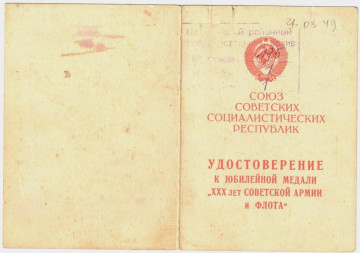 СОЮЗ
СОВЕТСКИХ
СОЦИАЛИСТИЧЕСКИХ
РЕСПУБЛИК
УДОСТОВЕРЕНИЕ
К ЮБИЛЕЙНОЙ МЕДАЛИ
„XXX ЛЕТ СОВЕТСКОЙ АРМИИ
И ФЛОТА“